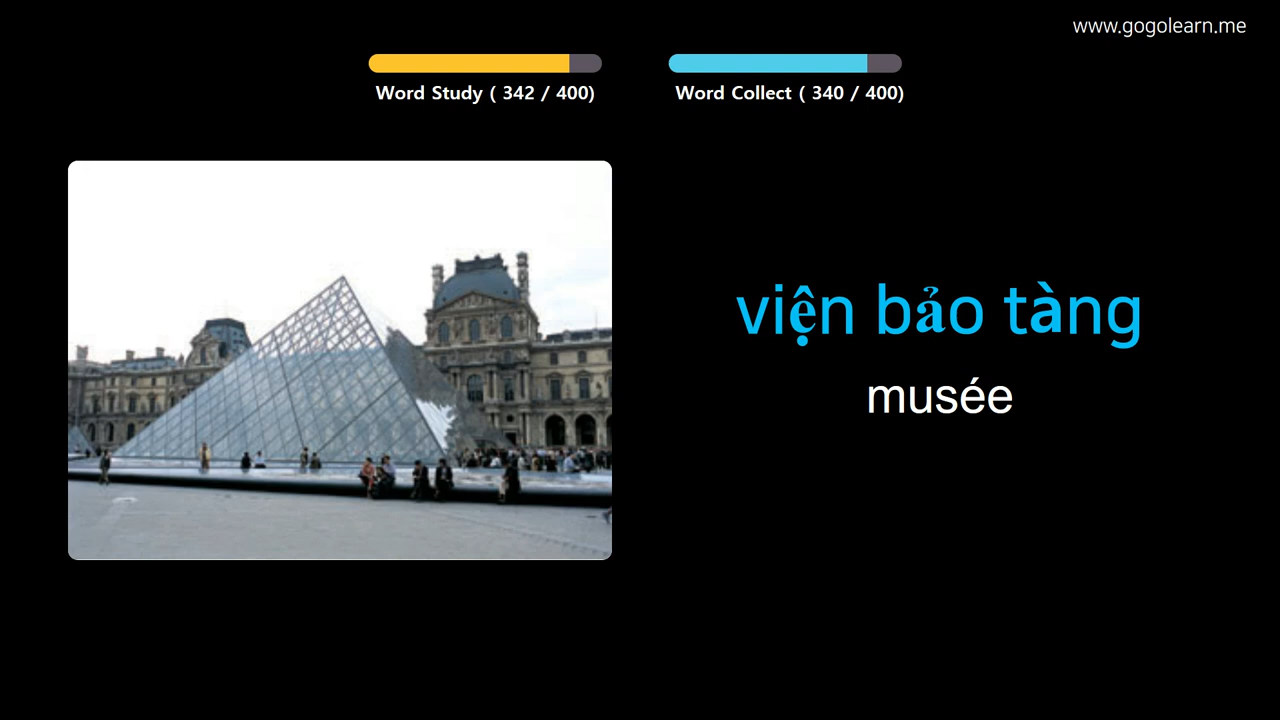 www.gogolearn.me
Word Study ( 342 / 400)
Word Collect ( 340 / 400)
viện bảo tàng
musée